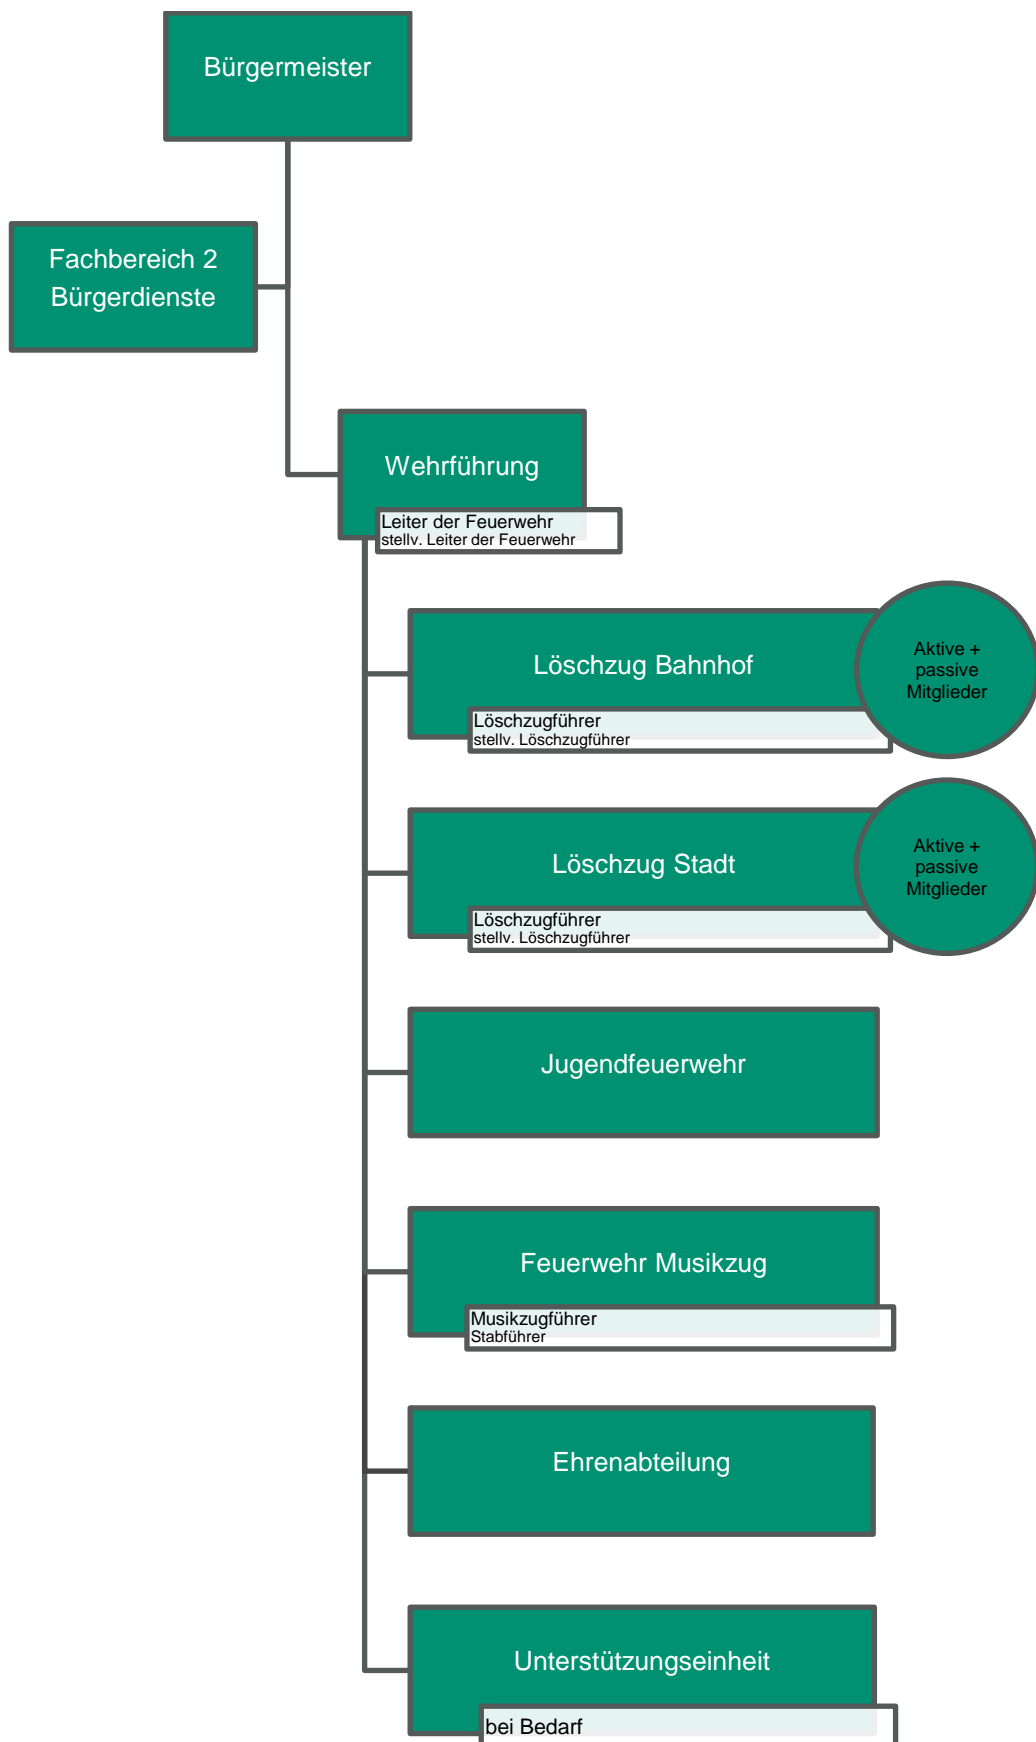 Bürgermeister
Fachbereich 2
Bürgerdienste
Wehrführung
Leiter der Feuerwehr
stellv. Leiter der Feuerwehr
Löschzug Bahnhof
Löschzugführer
stellv. Löschzugführer
Aktive +
passive
Mitglieder
Löschzug Stadt
Löschzugführer
stellv. Löschzugführer
Aktive +
passive
Mitglieder
Jugendfeuerwehr
Feuerwehr Musikzug
Musikzugführer
Stabführer
Ehrenabteilung
Unterstützungseinheit
bei Bedarf